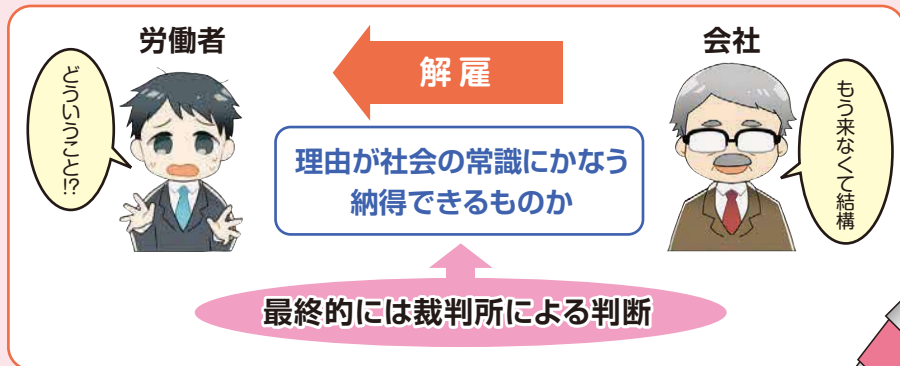 労働者
会社
解雇
どういうこと!?
もう来なくて結構
理由が社会の常識にかなう
納得できるものか
最終的には裁判所による判断